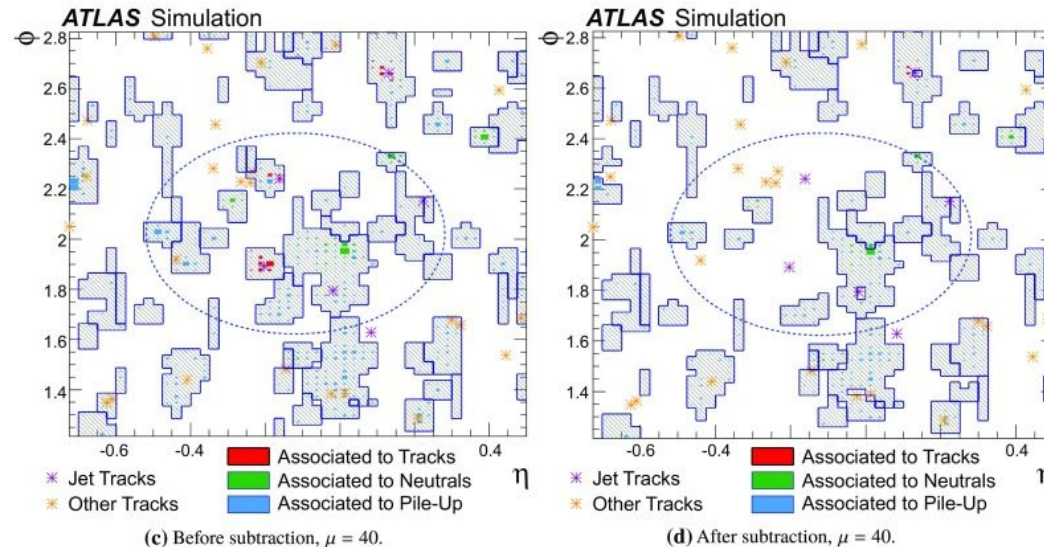 ATLAS Simulation
ϕ 2.8
2.6
2.4
2.2
2
1.8
1.6
1.4
-0.6 -0.4 0.4
η
Jet Tracks
Other Tracks
Associated to Tracks
Associated to Neutrals
Associated to Pile-Up
(c) Before subtraction, μ = 40.
ATLAS Simulation
ϕ 2.8
2.6
2.4
2.2
2
1.8
1.6
1.4
-0.6 -0.4 0.4
Jet Tracks
Other Tracks
Associated to Tracks
Associated to Neutrals
Associated to Pile-Up
(d) After subtraction, μ = 40.